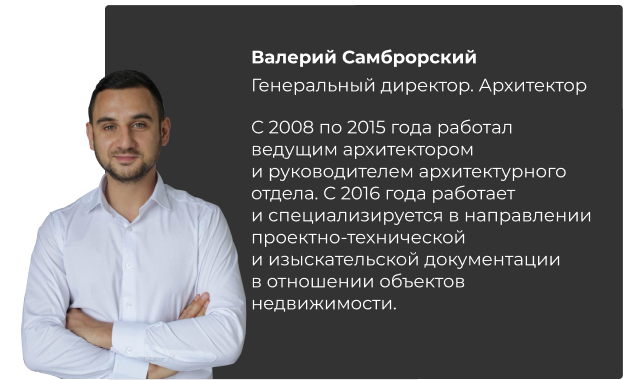 Валерий Самброрский
Генеральный директор. Архитектор
С 2008 по 2015 года работал
ведущим архитектором
и руководителем архитектурного
отдела. С 2016 года работает
и специализируется в направлении
проектно-технической
и изыскательской документации
в отношении объектов
недвижимости.